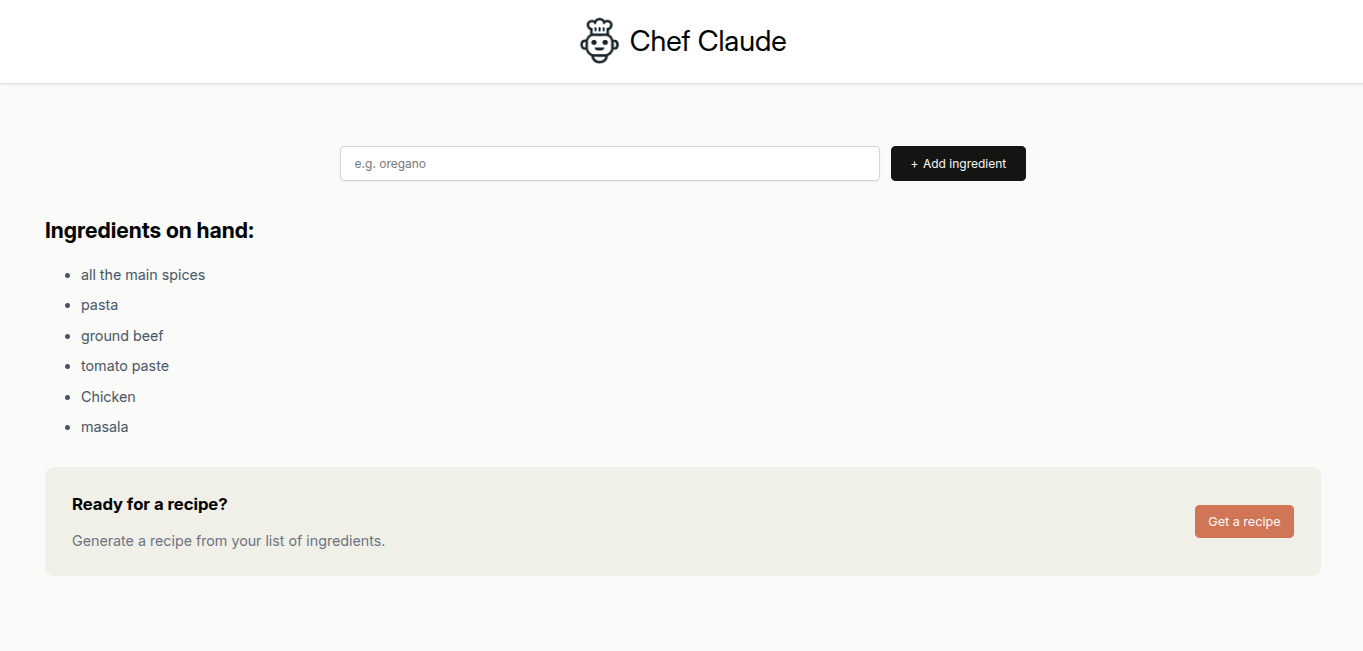 Chef Claude
e.g. oregano
+ Add ingredient
Ingredients on hand:
all the main spices
pasta
ground beef
tomato paste
Chicken
masala
Ready for a recipe?
Generate a recipe from your list of ingredients.
Get a recipe